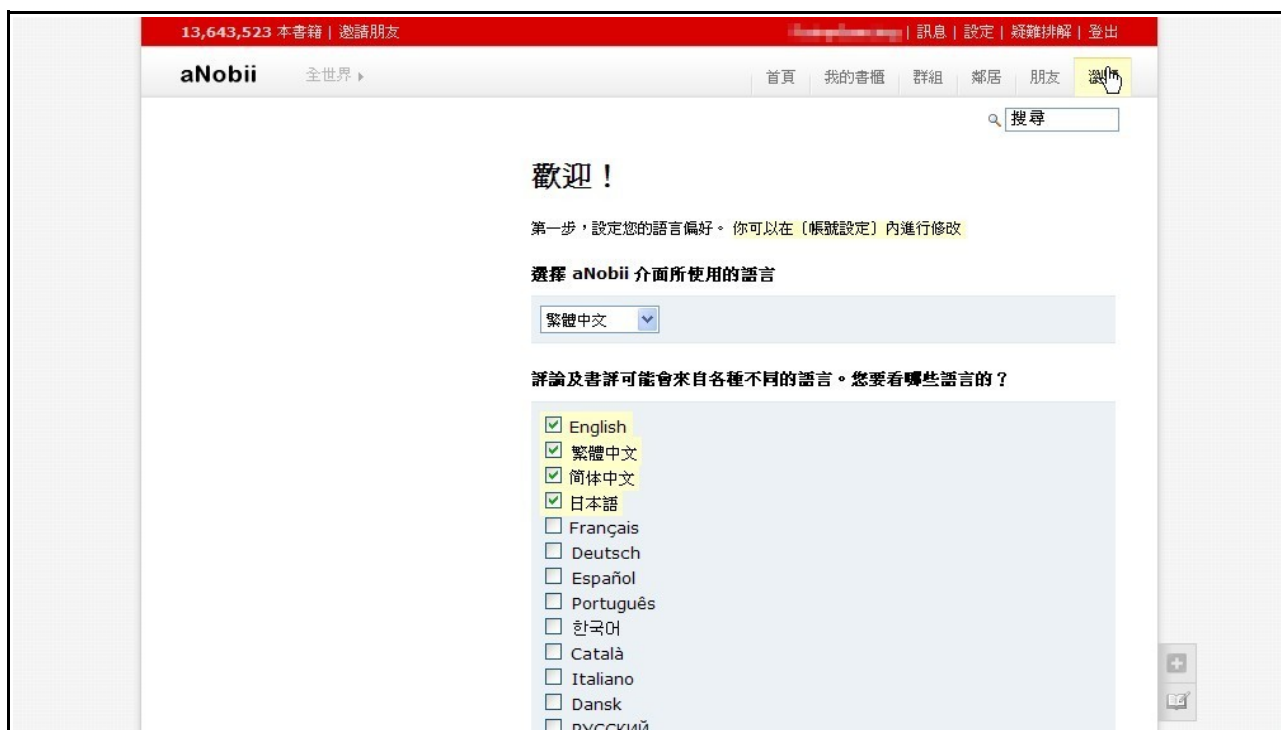 13,643,523 本書籍 | 邀請朋友
| 訊息 | 設定 | 疑難排解 | 登出
aNobii 全世界
首頁 我的書櫃 群組 鄰居 朋友
搜尋
歡迎！
第一步，設定您的語言偏好。 你可以在〔帳號設定〕內進行修改
選擇 aNobii 介面所使用的語言
繁體中文
評論及書評可能會來自各種不同的語言。您要看哪些語言的？
English
繁體中文
简体中文
日本語
Français
Deutsch
Español
Português
한국어
Català
Italiano
Dansk
РУССКИЙ